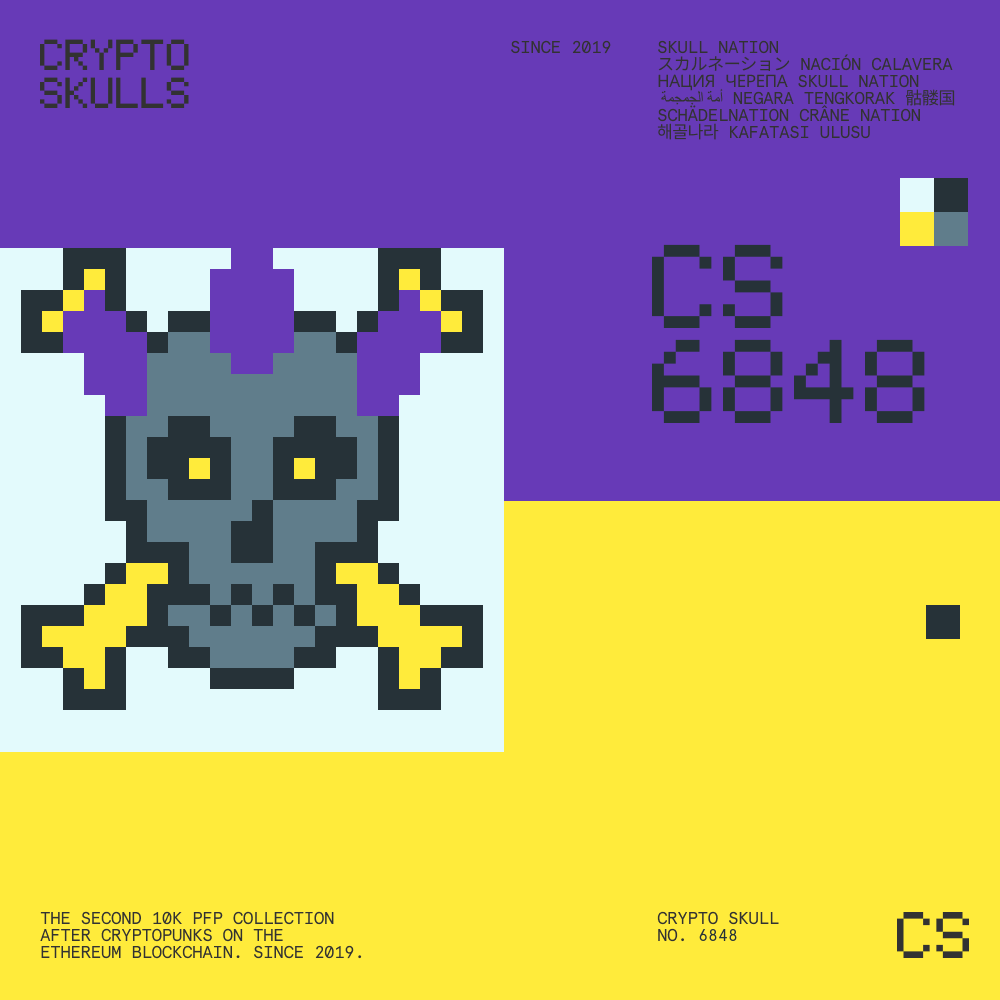 CRYPTO
SKULLS
SINCE 2019
SKULL NATION
スカルネーション NACIÓN CALAVERA
НАЦИЯ ЧЕРЕПА SKULL NATION
أمة الجمجمة NEGARA TENGKORAK 骷髅国
SCHÄDELNATION CRÂNE NATION
해골나라 KAFATASI ULUSU
CS
6848
THE SECOND 10K PFP COLLECTION
AFTER CRYPTOPUNKS ON THE
ETHEREUM BLOCKCHAIN. SINCE 2019.
CRYPTO SKULL
NO. 6848
CS